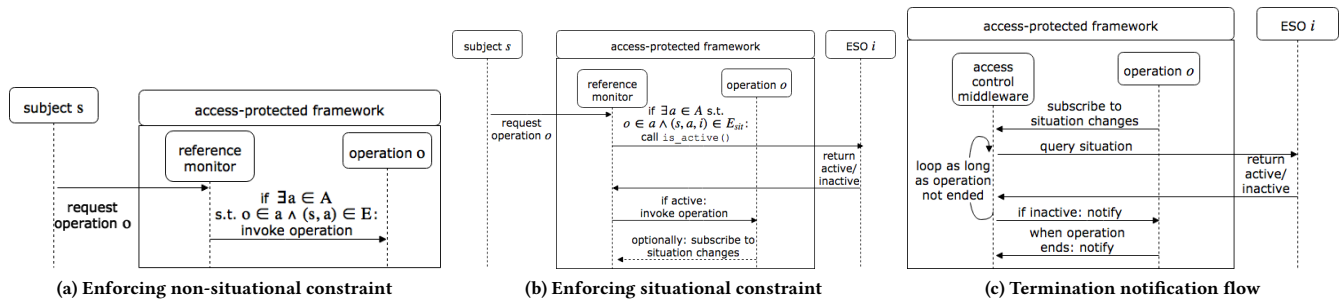 subject s
access-protected framework
reference
monitor
operation o
request
operation o
if ∃a ∈ A
s.t. o ∈ a ∧ (s, a) ∈ E:
invoke operation
(a) Enforcing non-situational constraint
subject s
access-protected framework
ESO i
reference
monitor
operation o
request
operation o
if ∃a ∈ A s.t.
o ∈ a ∧ (s, a, i) ∈ E_sit:
call is_active()
return
active/
inactive
if active:
invoke operation
optionally: subscribe to
situation changes
(b) Enforcing situational constraint
access-protected framework
ESO i
access
control
middleware
operation o
subscribe to
situation changes
query situation
loop as long
as operation
not ended
return
active/
inactive
if inactive: notify
when operation
ends: notify
(c) Termination notification flow